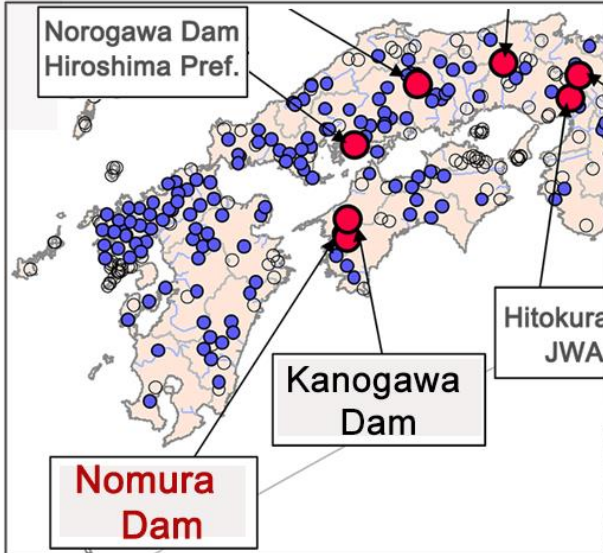 Norogawa Dam
Hiroshima Pref.
Hitokura
JWA
Kanogawa
Dam
Nomura
Dam